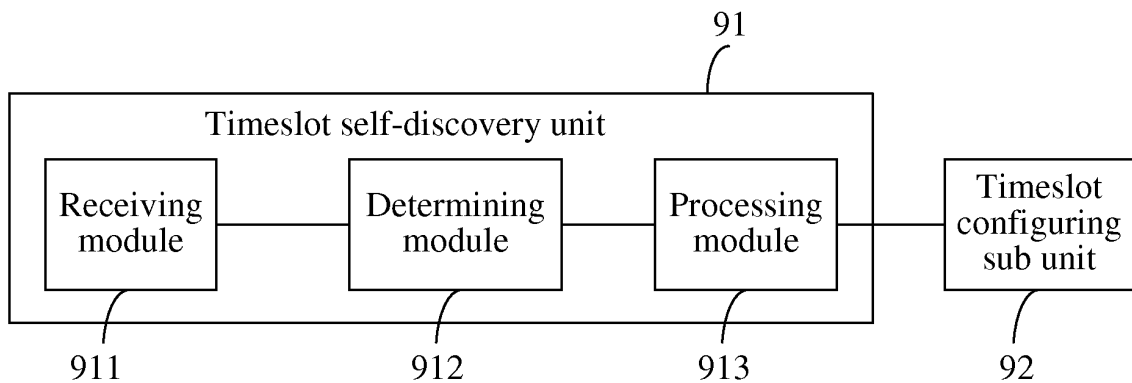 91
Timeslot self-discovery unit
Receiving
module
Determining
module
Processing
module
Timeslot
configuring
sub unit
911
912
913
92